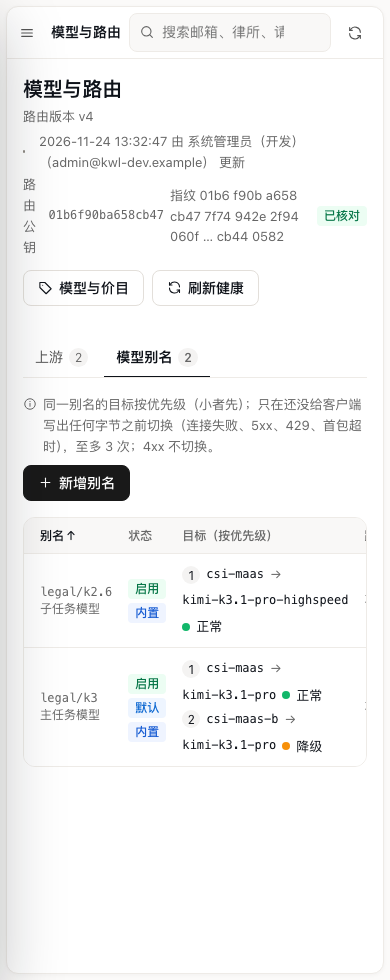 模型与路由
搜索邮件、律所、请
模型与路由
路由版本 v4
· 2026-11-24 13:32:47 由 系统管理员（开发）
（admin@kwl-dev.example） 更新
路由公钥
01b6f90ba658cb47
指纹 01b6 f90b a658
cb47 7f74 942e 2f94
060f … cb44 0582
已核对
模型与价目
刷新健康
上游 2
模型别名 2
同一别名的目标按优先级（小者先）；只在还没给客户端
写出任何字节之前切换（连接失败、5xx、429、首包超
时），至多 3 次；4xx 不切换。
新增别名
别名↑ 状态 目标（按优先级）
legal/k2.6
子任务模型
启用
内置
1 csi-maas →
kimi-k3.1-pro-highspeed
正常
legal/k3
主任务模型
启用
默认
内置
1 csi-maas →
kimi-k3.1-pro 正常
2 csi-maas-b →
kimi-k3.1-pro 降级